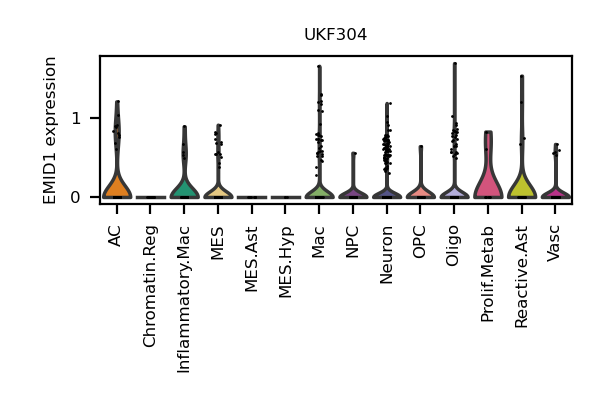 UKF304
EMID1 expression
1
0
AC
Chromatin.Reg
Inflammatory.Mac
MES
MES.Ast
MES.Hyp
Mac
NPC
Neuron
OPC
Oligo
Prolif.Metab
Reactive.Ast
Vasc